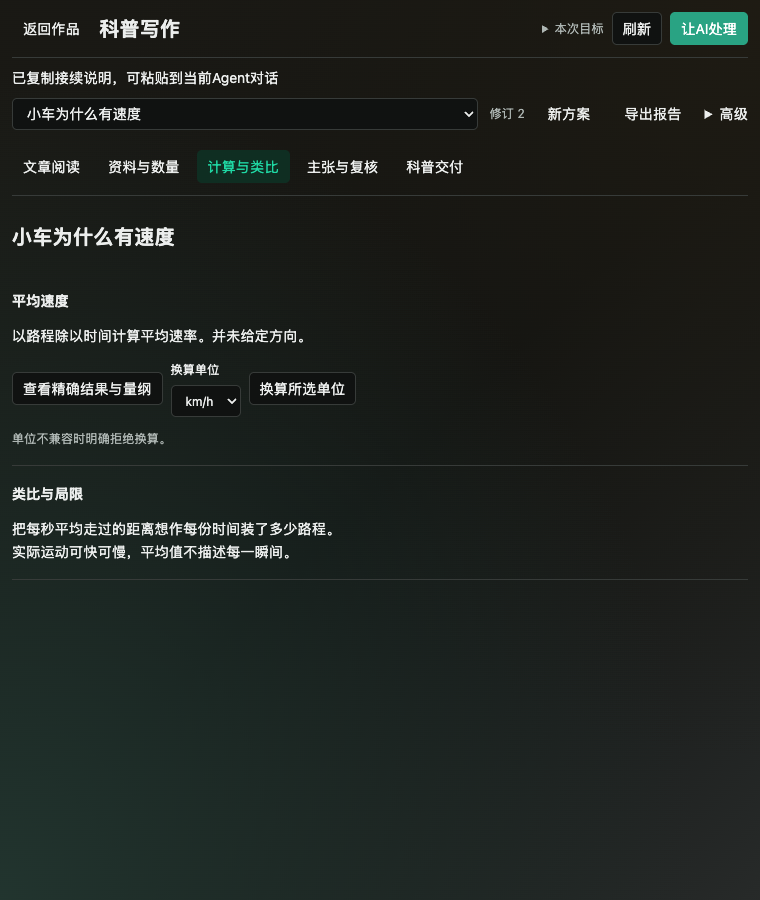 返回作品 科普写作 ▶ 本次目标 刷新 让AI处理
已复制接续说明，可粘贴到当前Agent对话
小车为什么有速度 修订 2 新方案 导出报告 ▶ 高级
文章阅读 资料与数量 计算与类比 主张与复核 科普交付
小车为什么有速度
平均速度
以路程除以时间计算平均速率。并未给定方向。
换算单位
查看精确结果与量纲 km/h 换算所选单位
单位不兼容时明确拒绝换算。
类比与局限
把每秒平均走过的距离想作每份时间装了多少路程。
实际运动可快可慢，平均值不描述每一瞬间。